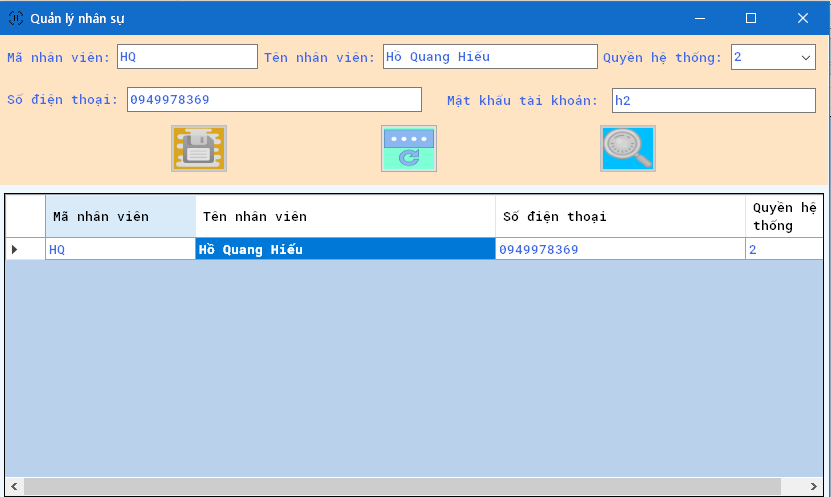 Quản lý nhân sự
Mã nhân viên: HQ Tên nhân viên: Hồ Quang Hiếu Quyền hệ thống: 2
Số điện thoại: 0949978369 Mật khẩu tài khoản: h2
Mã nhân viên Tên nhân viên Số điện thoại Quyền hệ thống
HQ Hồ Quang Hiếu 0949978369 2